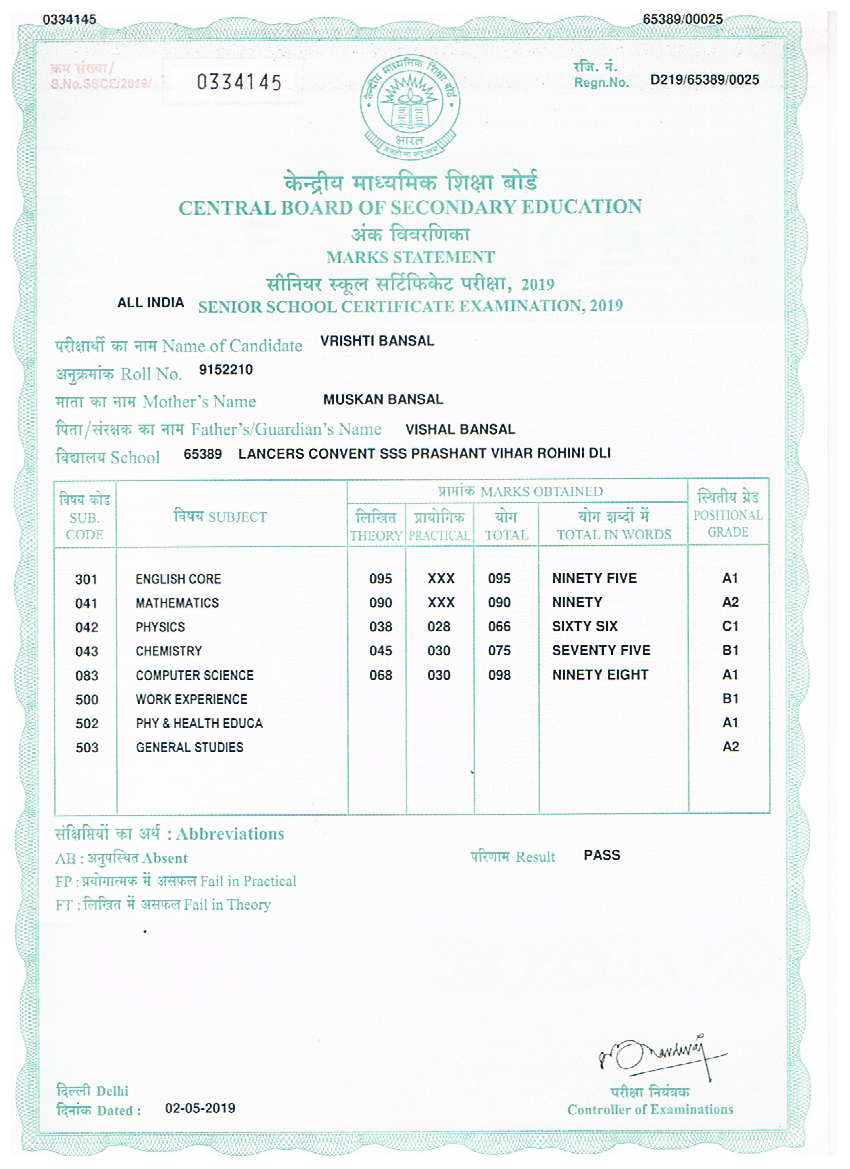 0334145 65389/00025
क्रम संख्या/ रजि. नं.
S.No.SSCE/2019/ 0334145 Regn.No. D219/65389/0025
केन्द्रीय माध्यमिक शिक्षा बोर्ड
भारत
केन्द्रीय माध्यमिक शिक्षा बोर्ड
CENTRAL BOARD OF SECONDARY EDUCATION
अंक विवरणिका
MARKS STATEMENT
सीनियर स्कूल सर्टिफिकेट परीक्षा, 2019
ALL INDIA SENIOR SCHOOL CERTIFICATE EXAMINATION, 2019
परीक्षार्थी का नाम Name of Candidate VRISHTI BANSAL
अनुक्रमांक Roll No. 9152210
माता का नाम Mother's Name MUSKAN BANSAL
पिता/संरक्षक का नाम Father's/Guardian's Name VISHAL BANSAL
विद्यालय School 65389 LANCERS CONVENT SSS PRASHANT VIHAR ROHINI DLI
विषय कोड SUB. CODE विषय SUBJECT प्राप्तांक MARKS OBTAINED स्थितीय ग्रेड POSITIONAL GRADE
लिखित THEORY प्रायोगिक PRACTICAL योग TOTAL योग शब्दों में TOTAL IN WORDS
301 ENGLISH CORE 095 XXX 095 NINETY FIVE A1
041 MATHEMATICS 090 XXX 090 NINETY A2
042 PHYSICS 038 028 066 SIXTY SIX C1
043 CHEMISTRY 045 030 075 SEVENTY FIVE B1
083 COMPUTER SCIENCE 068 030 098 NINETY EIGHT A1
500 WORK EXPERIENCE B1
502 PHY & HEALTH EDUCA A1
503 GENERAL STUDIES A2
संक्षिप्तियों का अर्थ : Abbreviations
AB : अनुपस्थित Absent परिणाम Result PASS
FP : प्रयोगात्मक में असफल Fail in Practical
FT : लिखित में असफल Fail in Theory
दिल्ली Delhi परीक्षा नियंत्रक
दिनांक Dated : 02-05-2019 Controller of Examinations